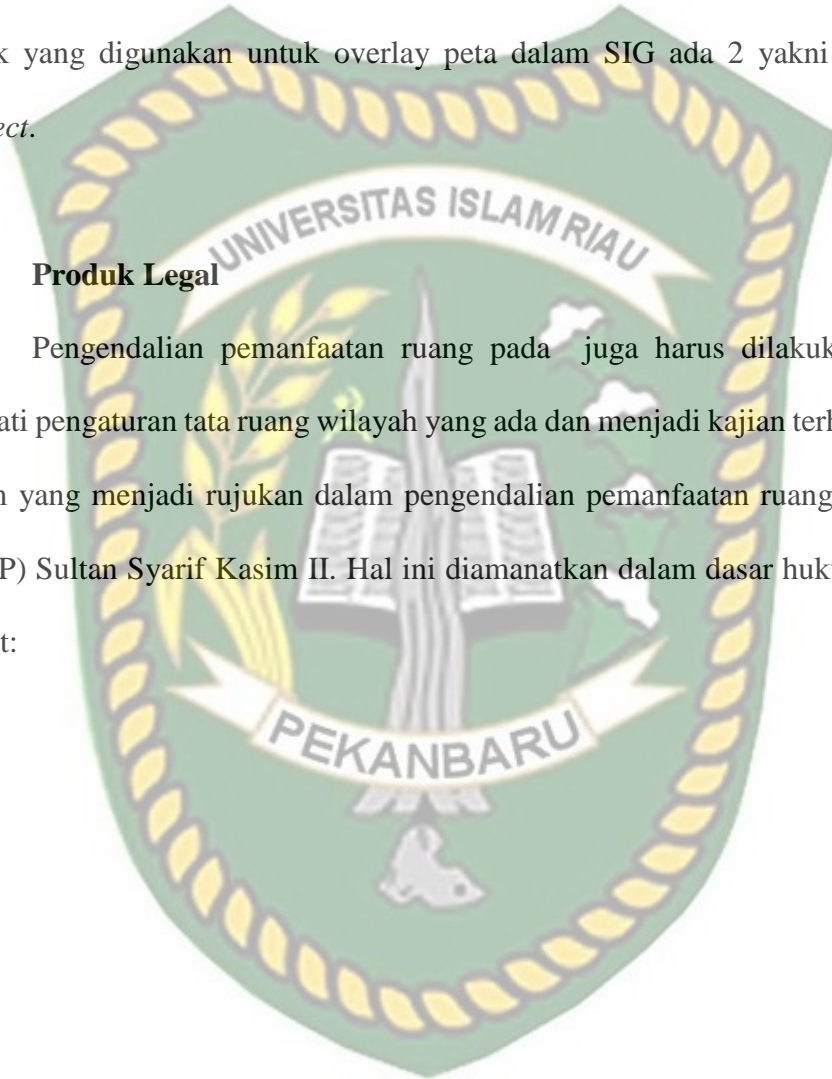 k yang digunakan untuk overlay peta dalam SIG ada 2 yakni
ect.
UNIVERSITAS ISLAM RIAU
Produk Legal
Pengendalian pemanfaatan ruang pada juga harus dilakuk
ati pengaturan tata ruang wilayah yang ada dan menjadi kajian terh
n yang menjadi rujukan dalam pengendalian pemanfaatan ruang
P) Sultan Syarif Kasim II. Hal ini diamanatkan dalam dasar huku
t:
PEKANBARU